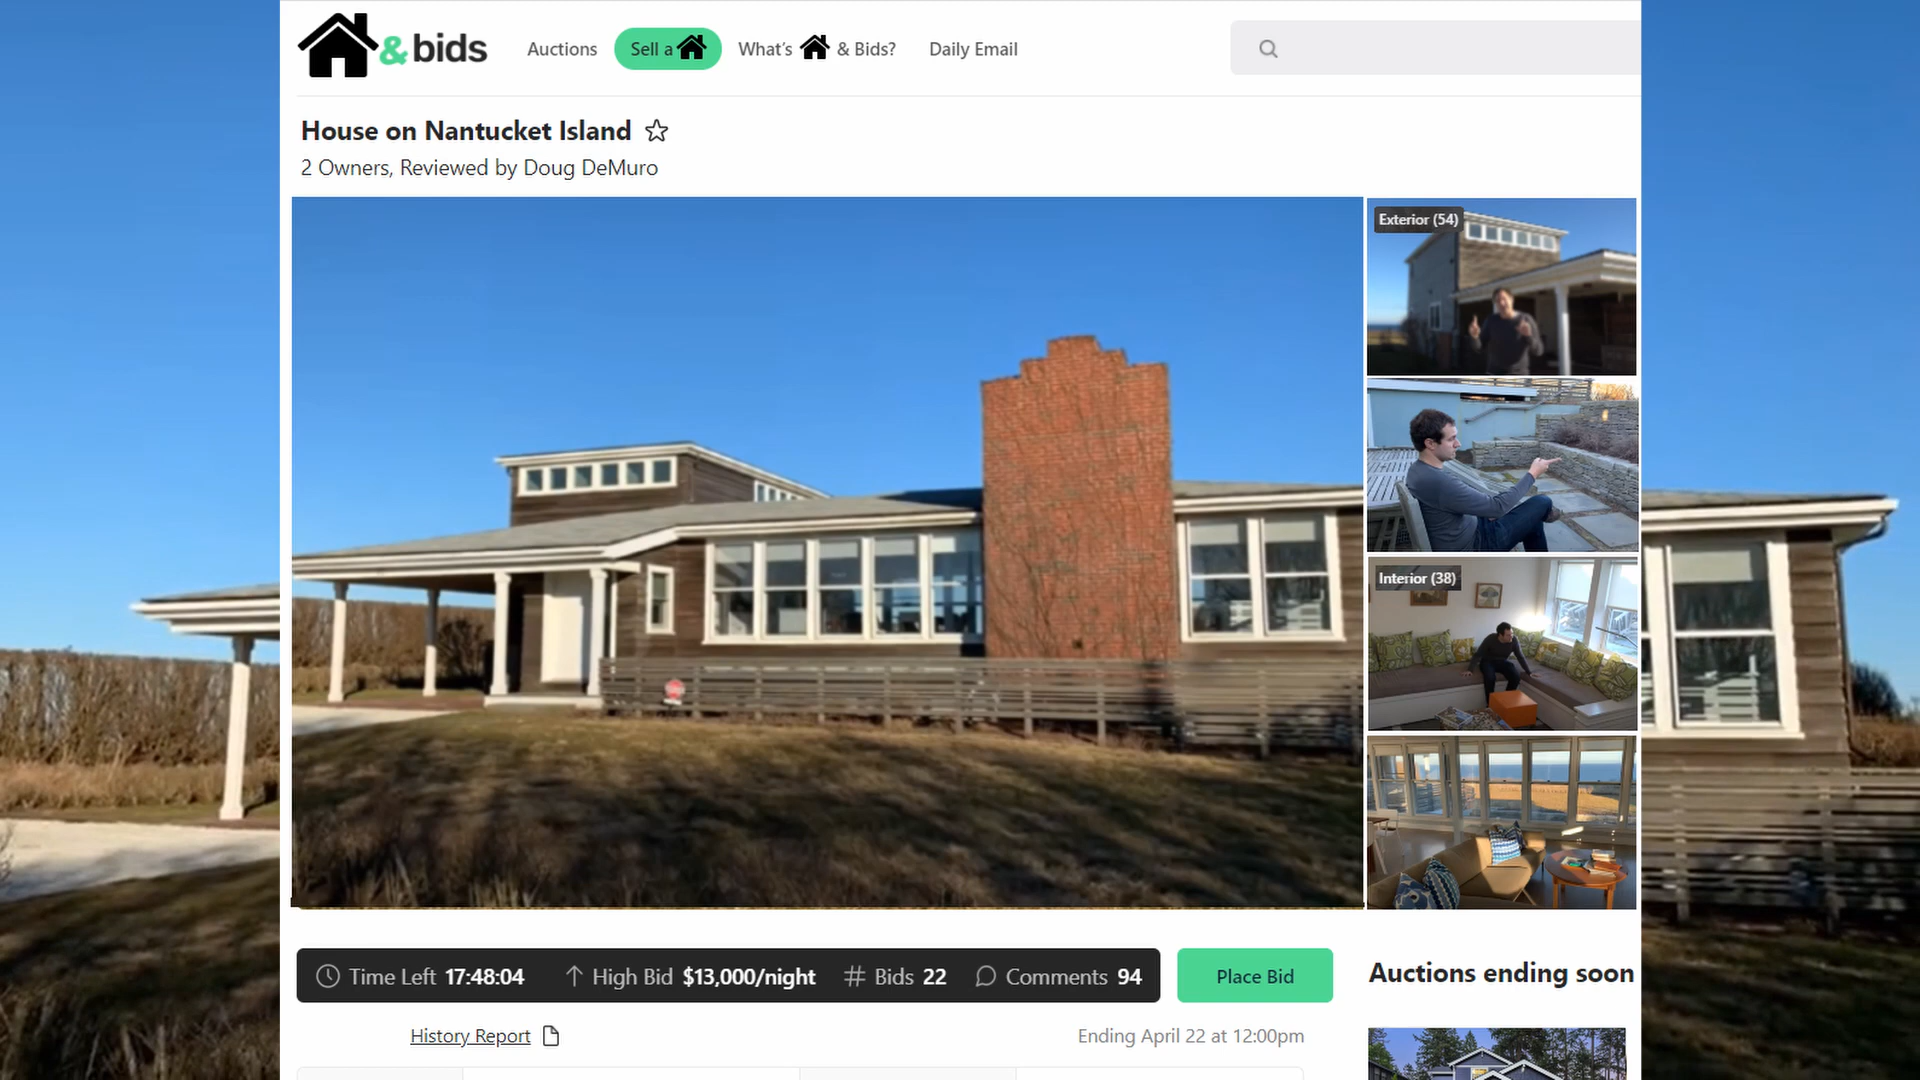 & bids
Auctions
Sell a
What's & Bids?
Daily Email
House on Nantucket Island
2 Owners, Reviewed by Doug DeMuro
Exterior (54)
Interior (38)
Time Left 17:48:04
High Bid $13,000/night
# Bids 22
Comments 94
Place Bid
Auctions ending soon
History Report
Ending April 22 at 12:00pm